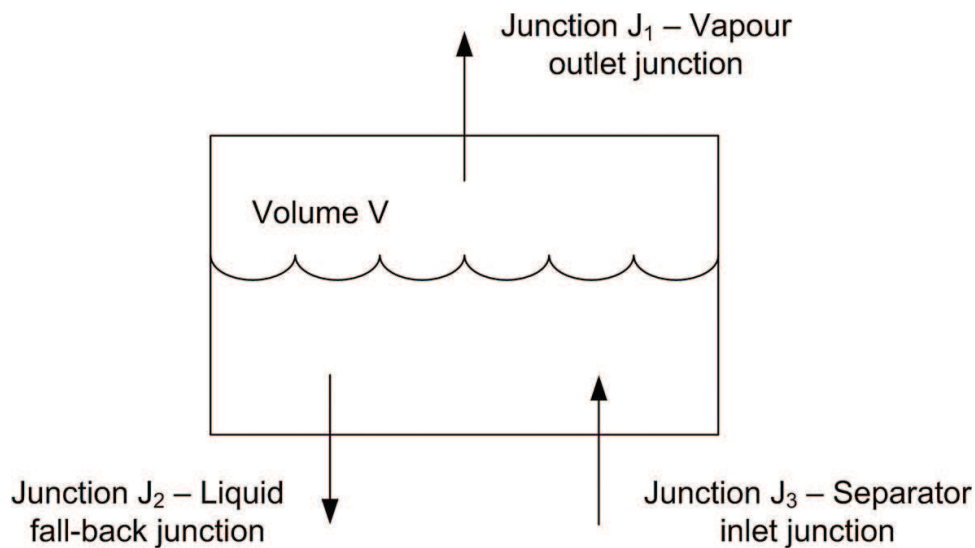 Junction J₁ – Vapour
outlet junction
Volume V
Junction J₂ – Liquid
fall-back junction
Junction J₃ – Separator
inlet junction